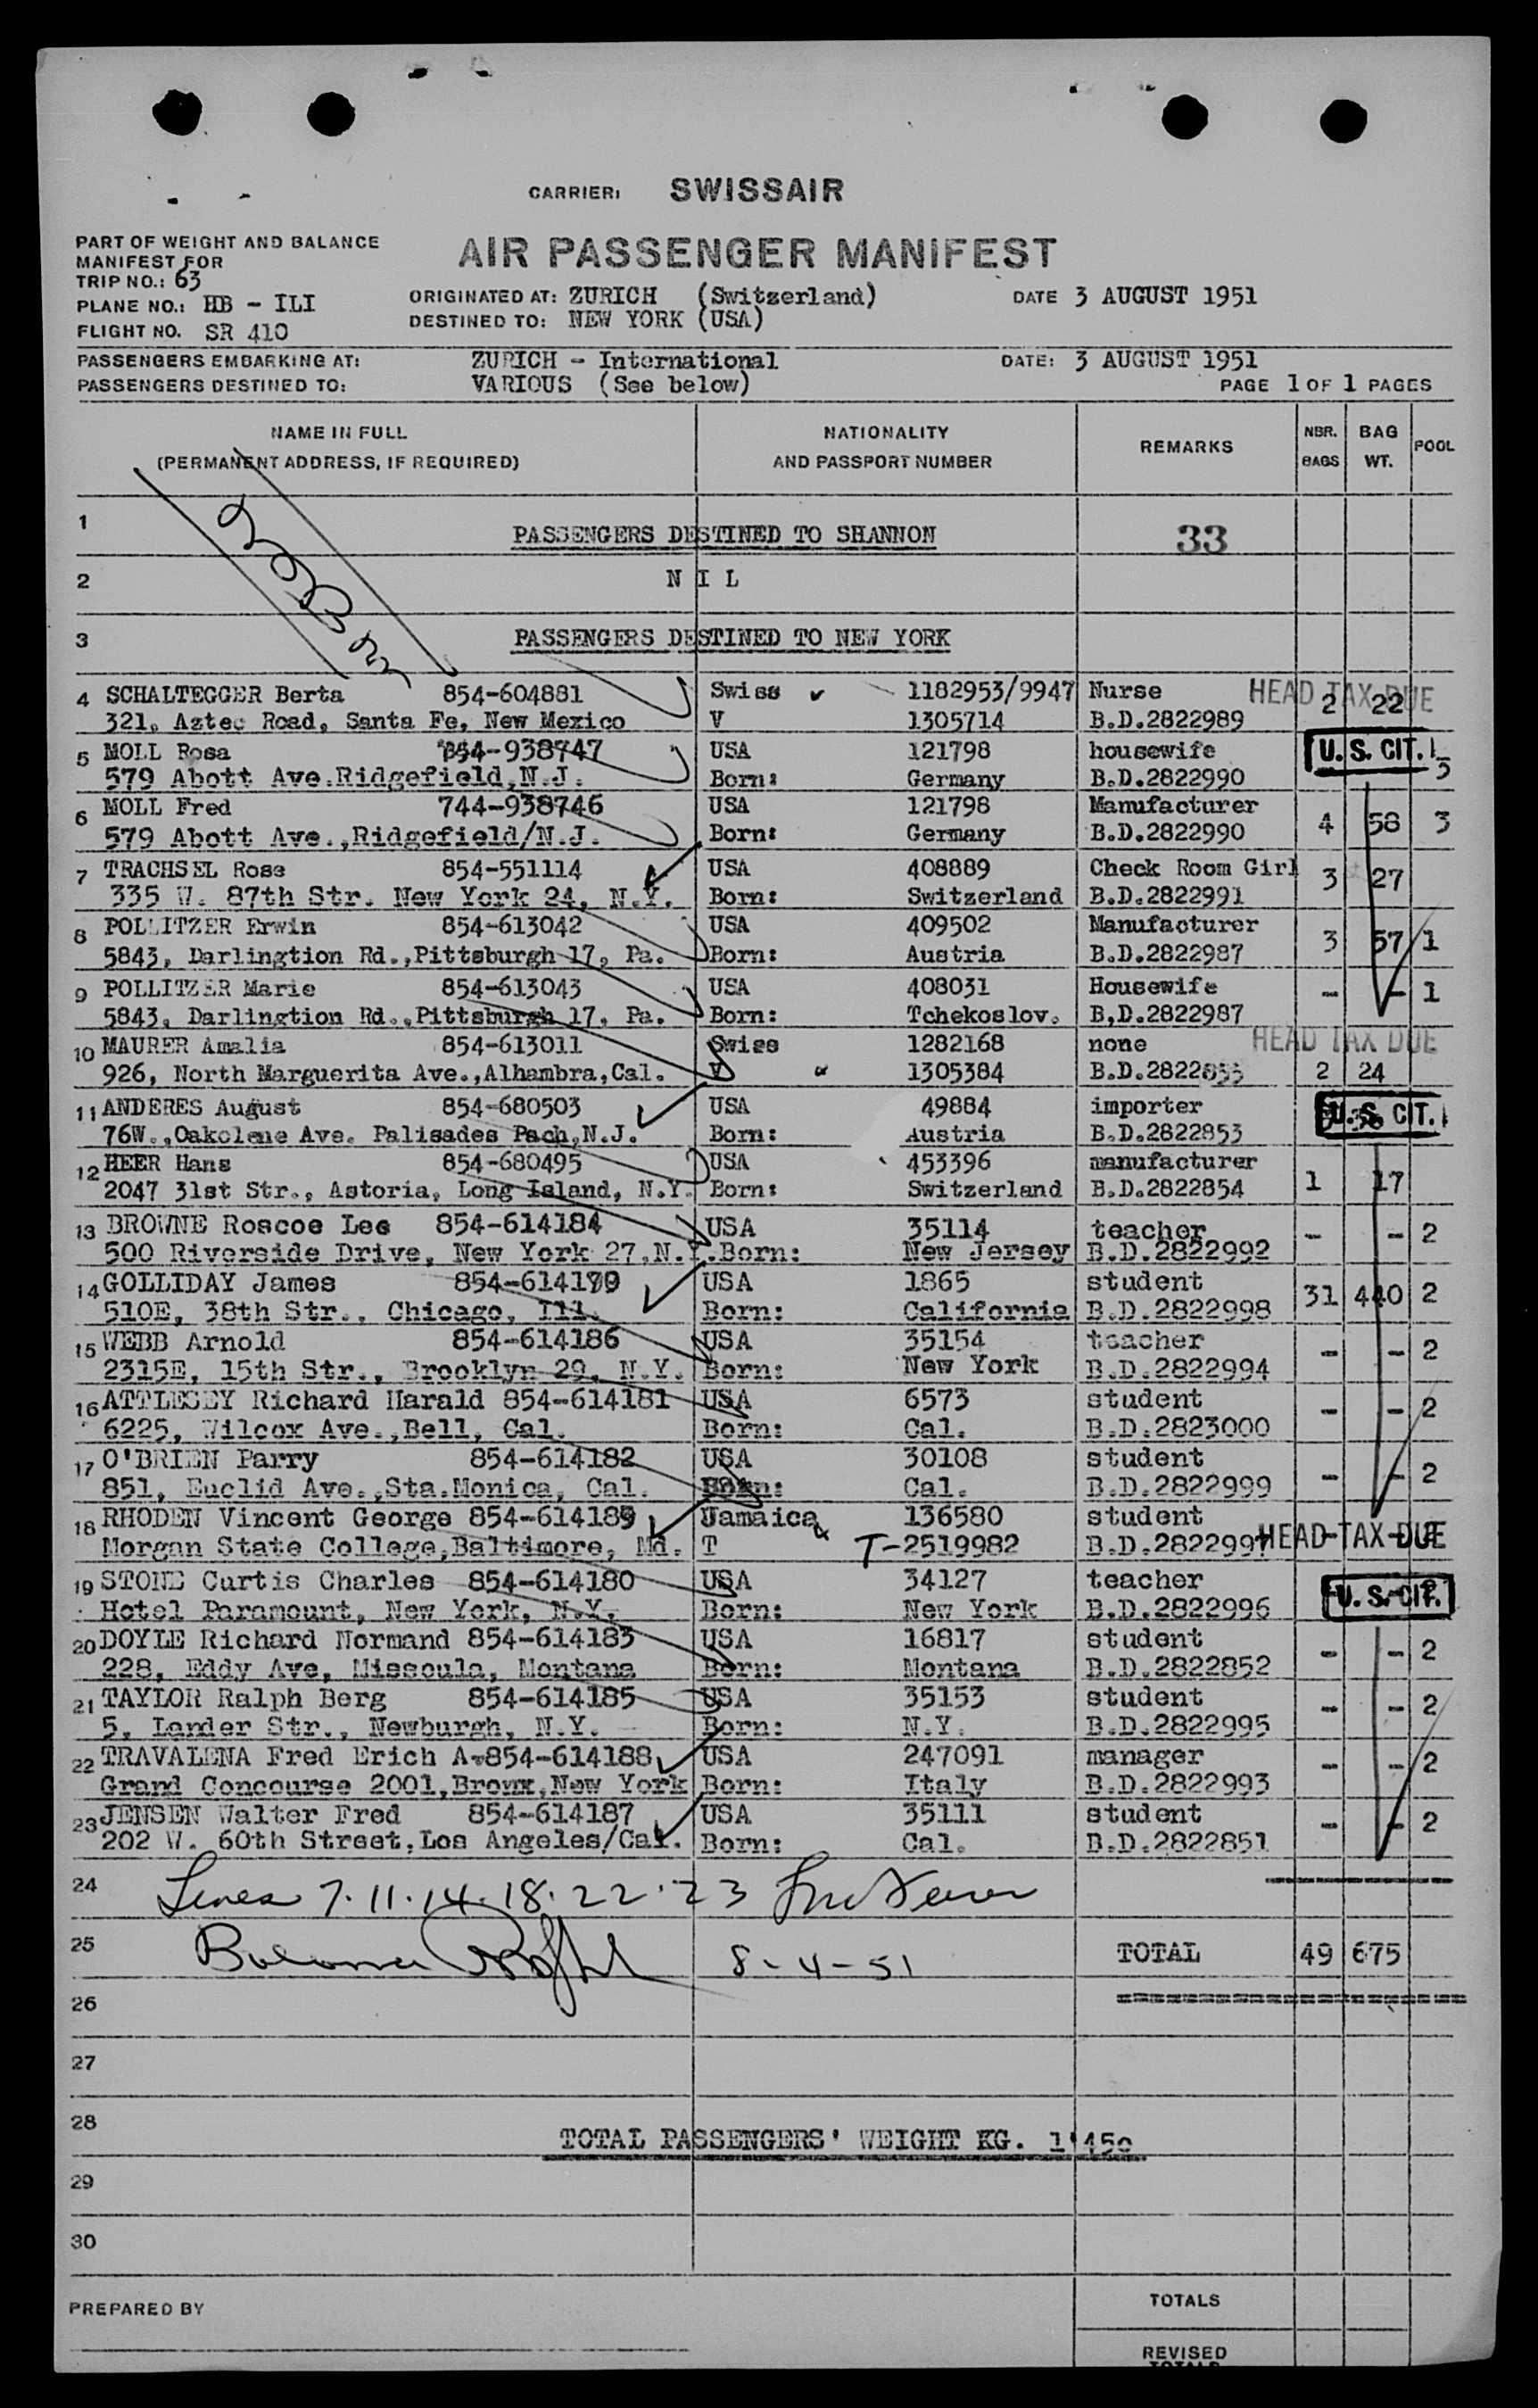 CARRIER: SWISSAIR
PART OF WEIGHT AND BALANCE
MANIFEST FOR
TRIP NO.: 63
PLANE NO.: HB - ILI
FLIGHT NO. SR 410
AIR PASSENGER MANIFEST
ORIGINATED AT: ZURICH (Switzerland) DATE 3 AUGUST 1951
DESTINED TO: NEW YORK (USA)
PASSENGERS EMBARKING AT: ZURICH - International DATE: 3 AUGUST 1951
PASSENGERS DESTINED TO: VARIOUS (See below) PAGE 1 OF 1 PAGES
NAME IN FULL NATIONALITY REMARKS NBR. BAG POOL
(PERMANENT ADDRESS, IF REQUIRED) AND PASSPORT NUMBER BAGS WT.
1 PASSENGERS DESTINED TO SHANNON 33
2 N I L
3 PASSENGERS DESTINED TO NEW YORK
4 SCHALTEGGER Berta 854-604881 Swiss 1182953/9947 Nurse HEAD TAX DUE 2 22
321, Aztec Road, Santa Fe, New Mexico V 1305714 B.D.2822989
5 MOLL Rosa 854-938747 USA 121798 housewife U. S. CIT. 3
579 Abott Ave.Ridgefield,N.J. Born: Germany B.D.2822990
6 MOLL Fred 744-938746 USA 121798 Manufacturer 4 58 3
579 Abott Ave.,Ridgefield/N.J. Born: Germany B.D.2822990
7 TRACHSEL Rose 854-551114 USA 408889 Check Room Girl 3 27
335 W. 87th Str. New York 24, N.Y. Born: Switzerland B.D.2822991
8 POLLITZER Erwin 854-613042 USA 409502 Manufacturer 3 57 1
5843, Darlingtion Rd.,Pittsburgh 17, Pa. Born: Austria B.D.2822987
9 POLLITZER Marie 854-613043 USA 408031 Housewife - - 1
5843, Darlingtion Rd.,Pittsburgh 17, Pa. Born: Tchekoslov. B,D.2822987
10 MAURER Amalia 854-613011 Swiss 1282168 none HEAD TAX DUE
926, North Marguerita Ave.,Alhambra,Cal. V 1305384 2 24
11 ANDERES August 854-680503 USA 49884 importer U. S. CIT.
76W.,Oakolene Ave. Palisades Pach,N.J. Born: Austria B.D.2822853
12 HEER Hans 854-680495 USA 453396 manufacturer 1 17
2047 31st Str., Astoria, Long Island, N.Y. Born: Switzerland B.D.2822854
13 BROWNE Roscoe Lee 854-614184 USA 35114 teacher - - 2
500 Riverside Drive, New York 27,N.Y. Born: New Jersey B.D.2822992
14 GOLLIDAY James 854-614179 USA 1865 student 31 440 2
510E, 38th Str., Chicago, Ill. Born: California B.D.2822998
15 WEBB Arnold 854-614186 USA 35154 teacher - - 2
2315E, 15th Str., Brooklyn 29, N.Y. Born: New York B.D.2822994
16 ATTLESEY Richard Harald 854-614181 USA 6573 student - - 2
6225, Wilcox Ave.,Bell, Cal. Born: Cal. B.D.2823000
17 O'BRIEN Parry 854-614182 USA 30108 student - - 2
851, Euclid Ave.,Sta.Monica, Cal. Born: Cal. B.D.2822999
18 RHODEN Vincent George 854-614189 Jamaica 136580 student
Morgan State College,Baltimore, Md. T T-2519982 B.D.2822997 HEAD TAX DUE
19 STONE Curtis Charles 854-614180 USA 34127 teacher U. S. CIT.
Hotel Paramount, New York, N.Y. Born: New York B.D.2822996
20 DOYLE Richard Normand 854-614183 USA 16817 student - - 2
228, Eddy Ave, Missoula, Montana Born: Montana B.D.2822852
21 TAYLOR Ralph Berg 854-614185 USA 35153 student - - 2
5, Lander Str., Newburgh, N.Y. Born: N.Y. B.D.2822995
22 TRAVALENA Fred Erich A.-854-614188 USA 247091 manager - - 2
Grand Concourse 2001,Bronx,New York Born: Italy B.D.2822993
23 JENSEN Walter Fred 854-614187 USA 35111 student - - 2
202 W. 60th Street,Los Angeles/Cal. Born: Cal. B.D.2822851
24 Lines 7.11.14.18.22.23
25 8-4-51 TOTAL 49 675
26
27
28 TOTAL PASSENGERS' WEIGHT KG. 1'450
29
30
PREPARED BY TOTALS
REVISED
TOTALS